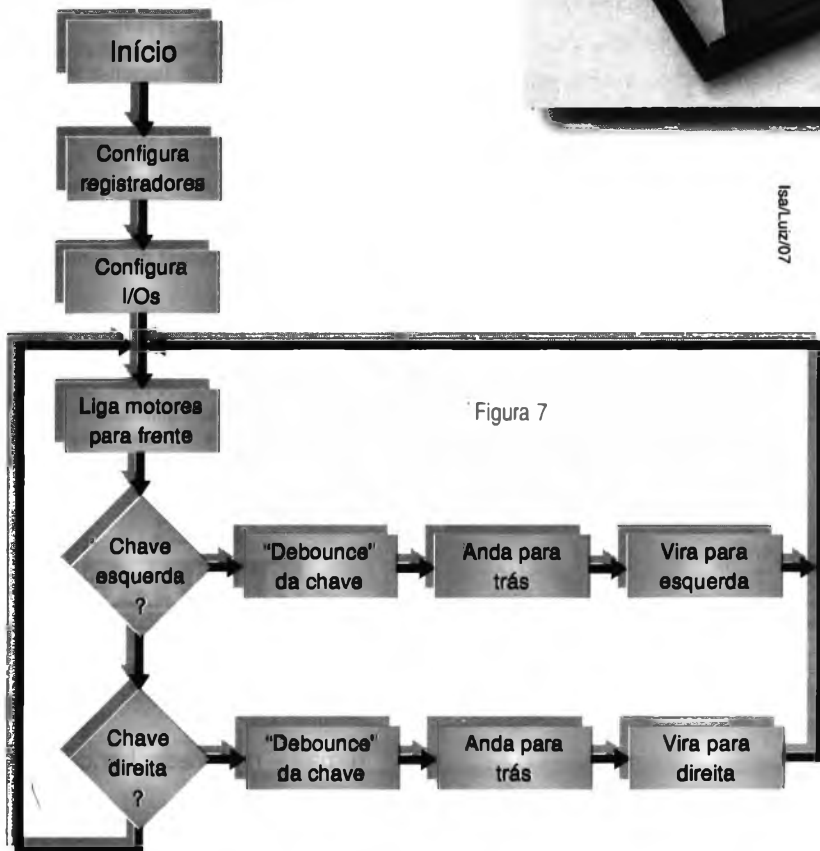 Início
Configura
registradores
Configura
I/Os
Isa/Luiz/07
Liga motores
para frente
Figura 7
Chave
esquerda
?
"Debounce"
da chave
Anda para
trás
Vira para
esquerda
Chave
direita
?
"Debounce"
da chave
Anda para
trás
Vira para
direita